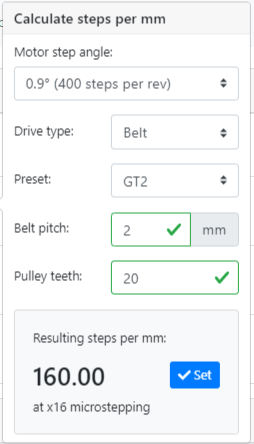 Calculate steps per mm
Motor step angle:
0.9° (400 steps per rev)
Drive type:
Belt
Preset:
GT2
Belt pitch:
2
mm
Pulley teeth:
20
Resulting steps per mm:
160.00
Set
at x16 microstepping